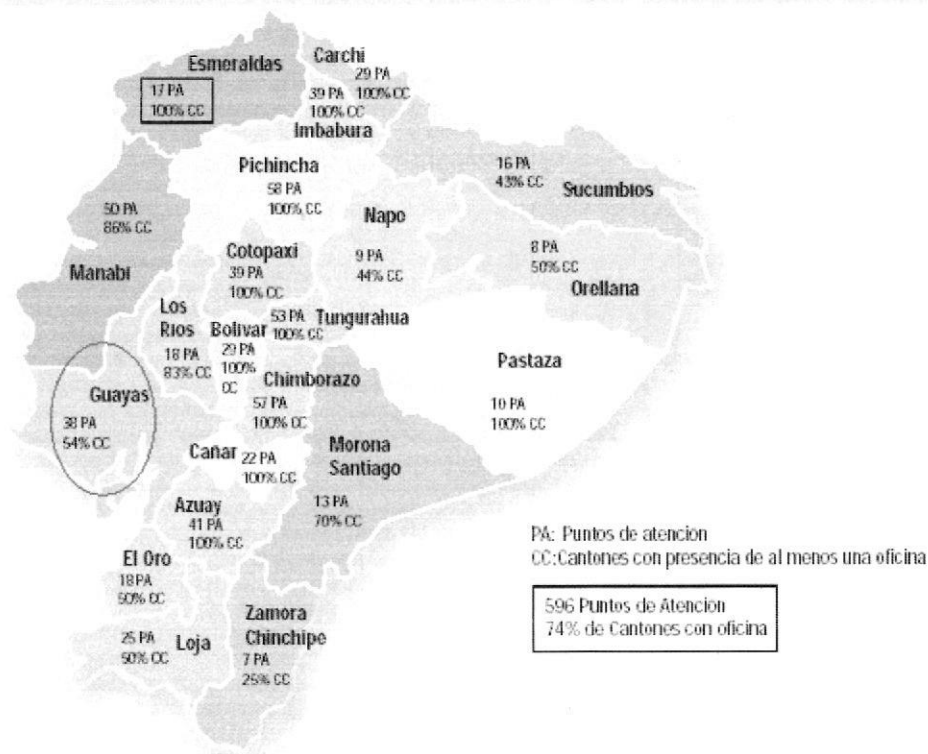 Esmeraldas
17 PA
100% CC
Carchi
29 PA
100% CC
39 PA
100% CC
Imbabura
Pichincha
58 PA
100% CC
16 PA
43% CC
Sucumbios
50 PA
86% CC
Manabi
Napo
9 PA
44% CC
8 PA
50% CC
Orellana
Cotopaxi
39 PA
100% CC
Los
Rios
18 PA
83% CC
Bolivar
29 PA
100%
CC
53 PA
100% CC
Tungurahua
Chimborazo
57 PA
100% CC
Pastaza
10 PA
100% CC
Guayas
38 PA
54% CC
Cañar
22 PA
100% CC
Morona
Santiago
13 PA
70% CC
Azuay
41 PA
100% CC
El Oro
18 PA
50% CC
25 PA
50% CC
Loja
Zamora
Chinchipe
7 PA
25% CC
PA: Puntos de atencion
CC:Cantones con presencia de al menos una oficina
596 Puntos de Atención
74% de Cantones con oficina